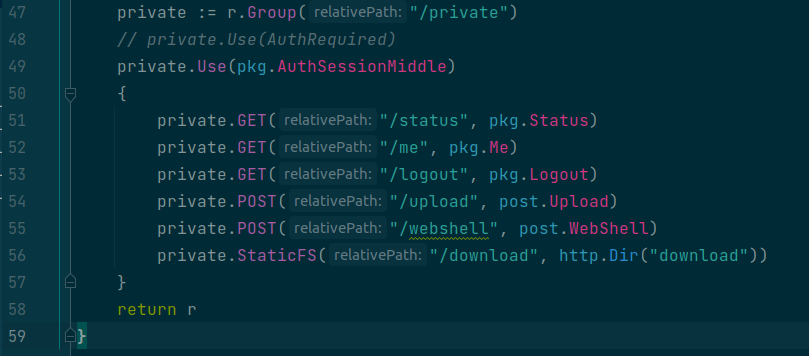 47 private := r.Group( relativePath: "/private")
48 // private.Use(AuthRequired)
49 private.Use(pkg.AuthSessionMiddle)
50 {
51 private.GET( relativePath: "/status", pkg.Status)
52 private.GET( relativePath: "/me", pkg.Me)
53 private.GET( relativePath: "/logout", pkg.Logout)
54 private.POST( relativePath: "/upload", post.Upload)
55 private.POST( relativePath: "/webshell", post.WebShell)
56 private.StaticFS( relativePath: "/download", http.Dir("download"))
57 }
58 return r
59 }